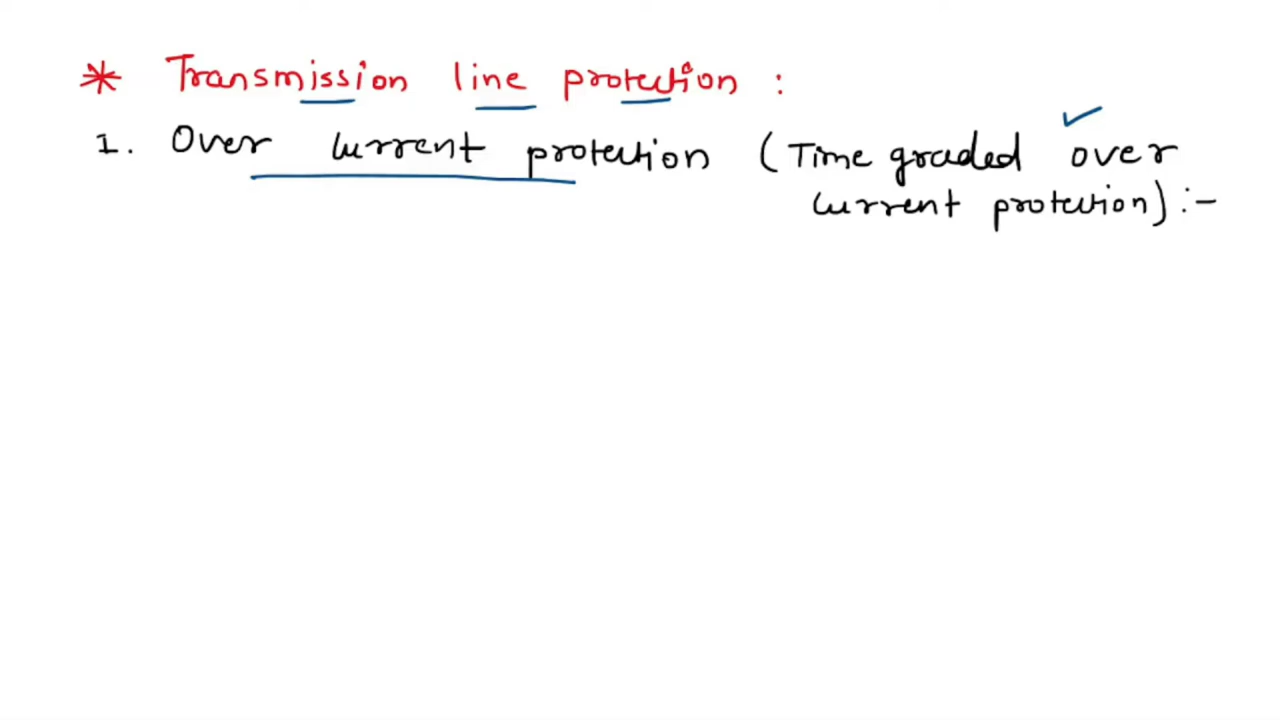 * Transmission line protection :
1. Over current protection (Time graded over
current protection) :-